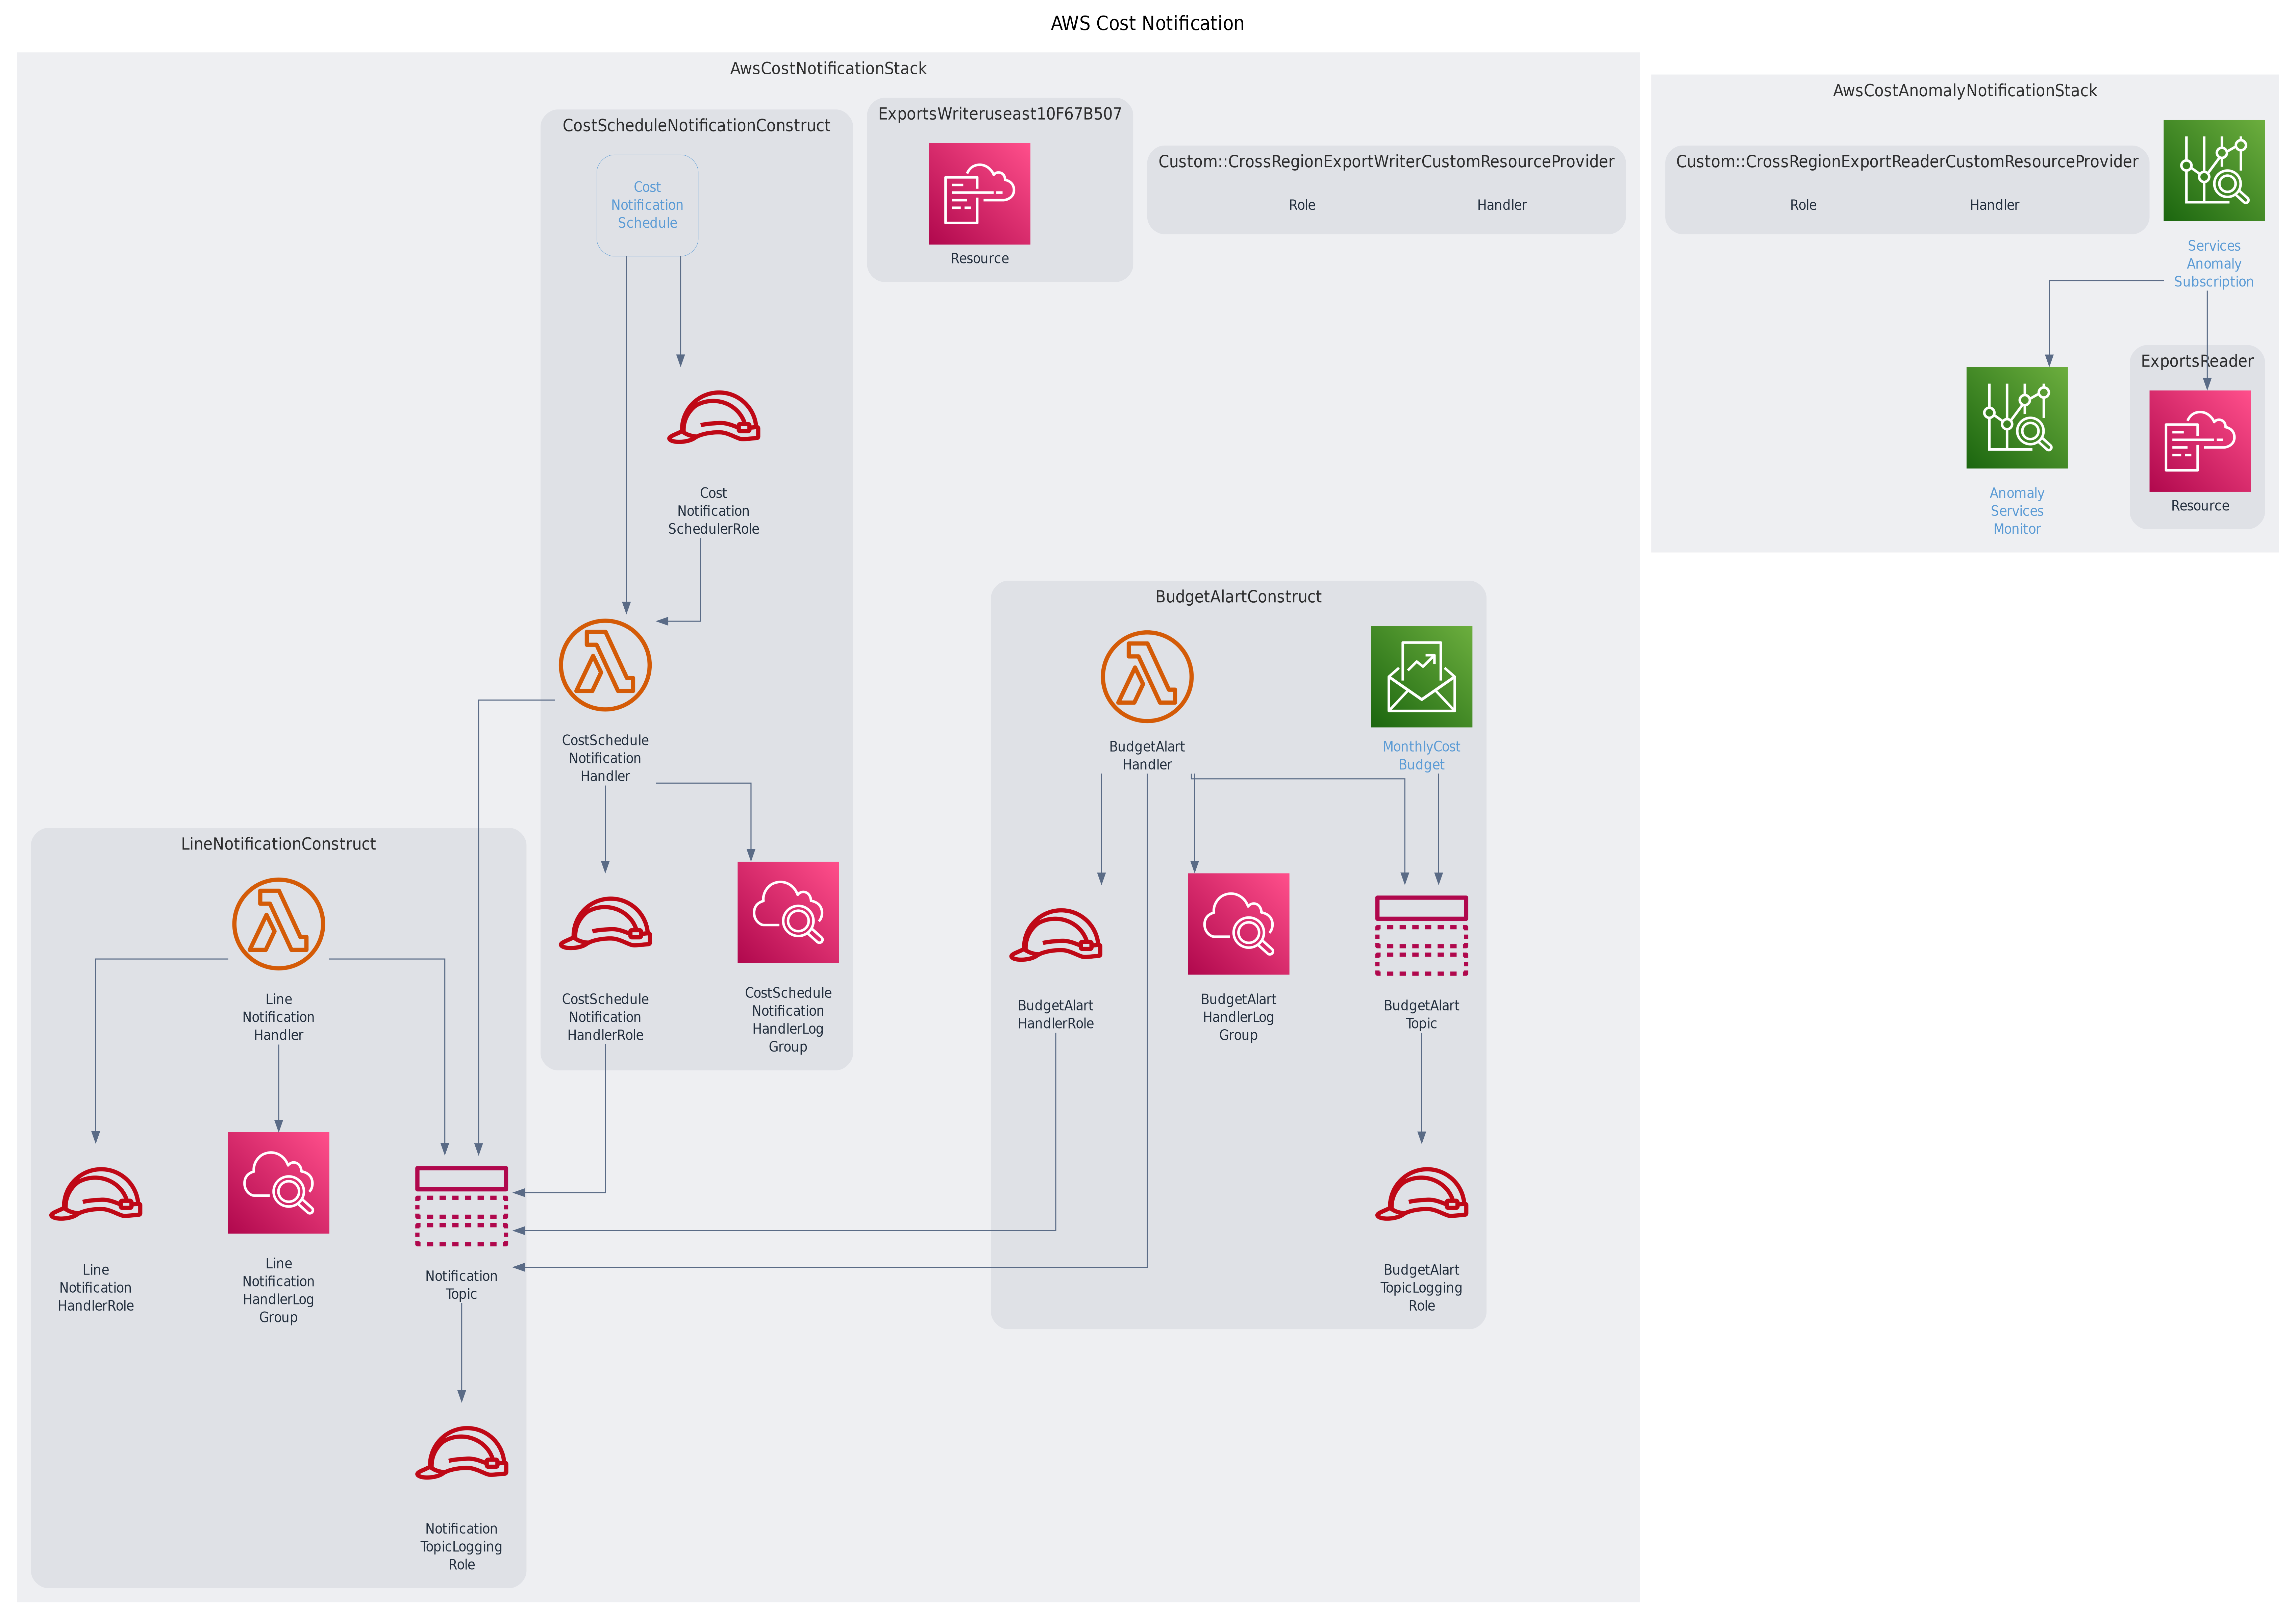 AWS Cost Notification
AwsCostNotificationStack
CostScheduleNotificationConstruct
Cost
Notification
Schedule
Cost
Notification
SchedulerRole
CostSchedule
Notification
Handler
CostSchedule
Notification
HandlerRole
CostSchedule
Notification
HandlerLog
Group
ExportsWriteruseast10F67B507
Resource
Custom::CrossRegionExportWriterCustomResourceProvider
Role
Handler
BudgetAlartConstruct
BudgetAlart
Handler
MonthlyCost
Budget
BudgetAlart
HandlerRole
BudgetAlart
HandlerLog
Group
BudgetAlart
Topic
BudgetAlart
TopicLogging
Role
LineNotificationConstruct
Line
Notification
Handler
Line
Notification
HandlerRole
Line
Notification
HandlerLog
Group
Notification
Topic
Notification
TopicLogging
Role
AwsCostAnomalyNotificationStack
Custom::CrossRegionExportReaderCustomResourceProvider
Role
Handler
Services
Anomaly
Subscription
Anomaly
Services
Monitor
ExportsReader
Resource